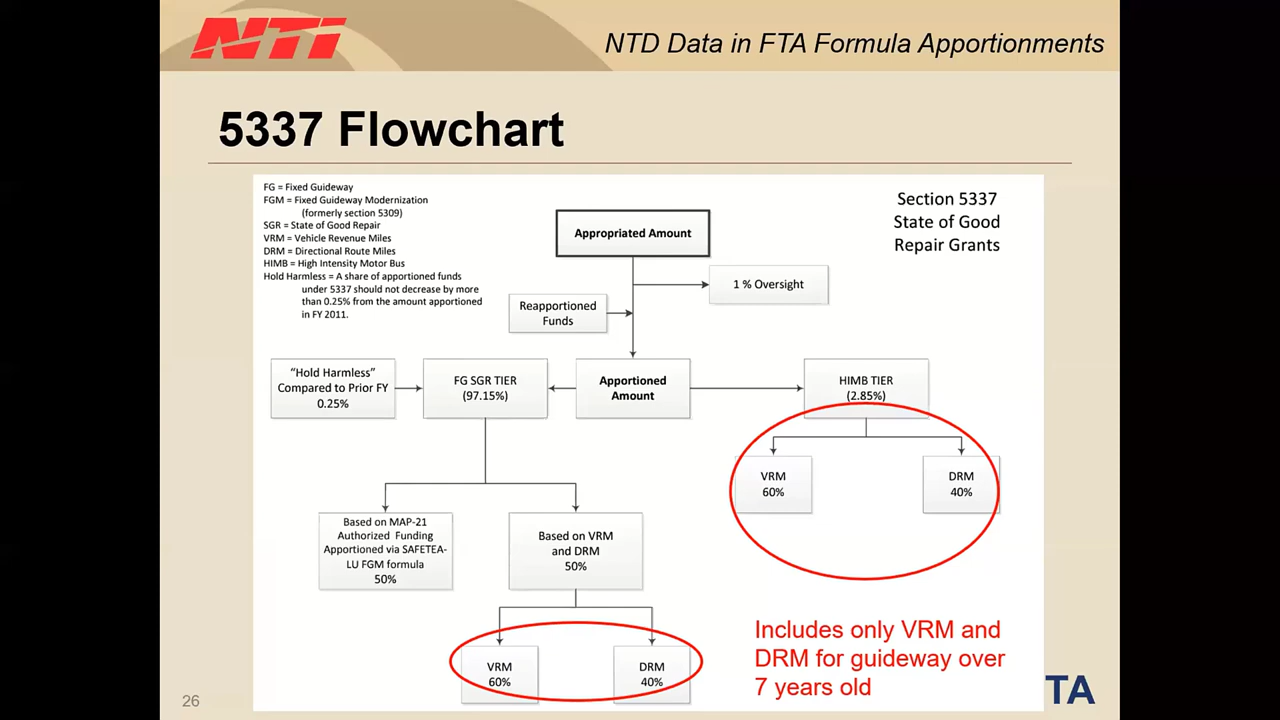 NTI
NTD Data in FTA Formula Apportionments
5337 Flowchart
FG = Fixed Guideway
FGM = Fixed Guideway Modernization
(formerly section 5309)
SGR = State of Good Repair
VRM = Vehicle Revenue Miles
DRM = Directional Route Miles
HIMB = High Intensity Motor Bus
Hold Harmless = A share of apportioned funds
under 5337 should not decrease by more
than 0.25% from the amount apportioned
in FY 2011.
Section 5337
State of Good
Repair Grants
Appropriated Amount
1 % Oversight
Reapportioned
Funds
“Hold Harmless”
Compared to Prior FY
0.25%
FG SGR TIER
(97.15%)
Apportioned
Amount
HIMB TIER
(2.85%)
VRM
60%
DRM
40%
Based on MAP-21
Authorized Funding
Apportioned via SAFETEA-
LU FGM formula
50%
Based on VRM
and DRM
50%
VRM
60%
DRM
40%
Includes only VRM and
DRM for guideway over
7 years old
26
TA